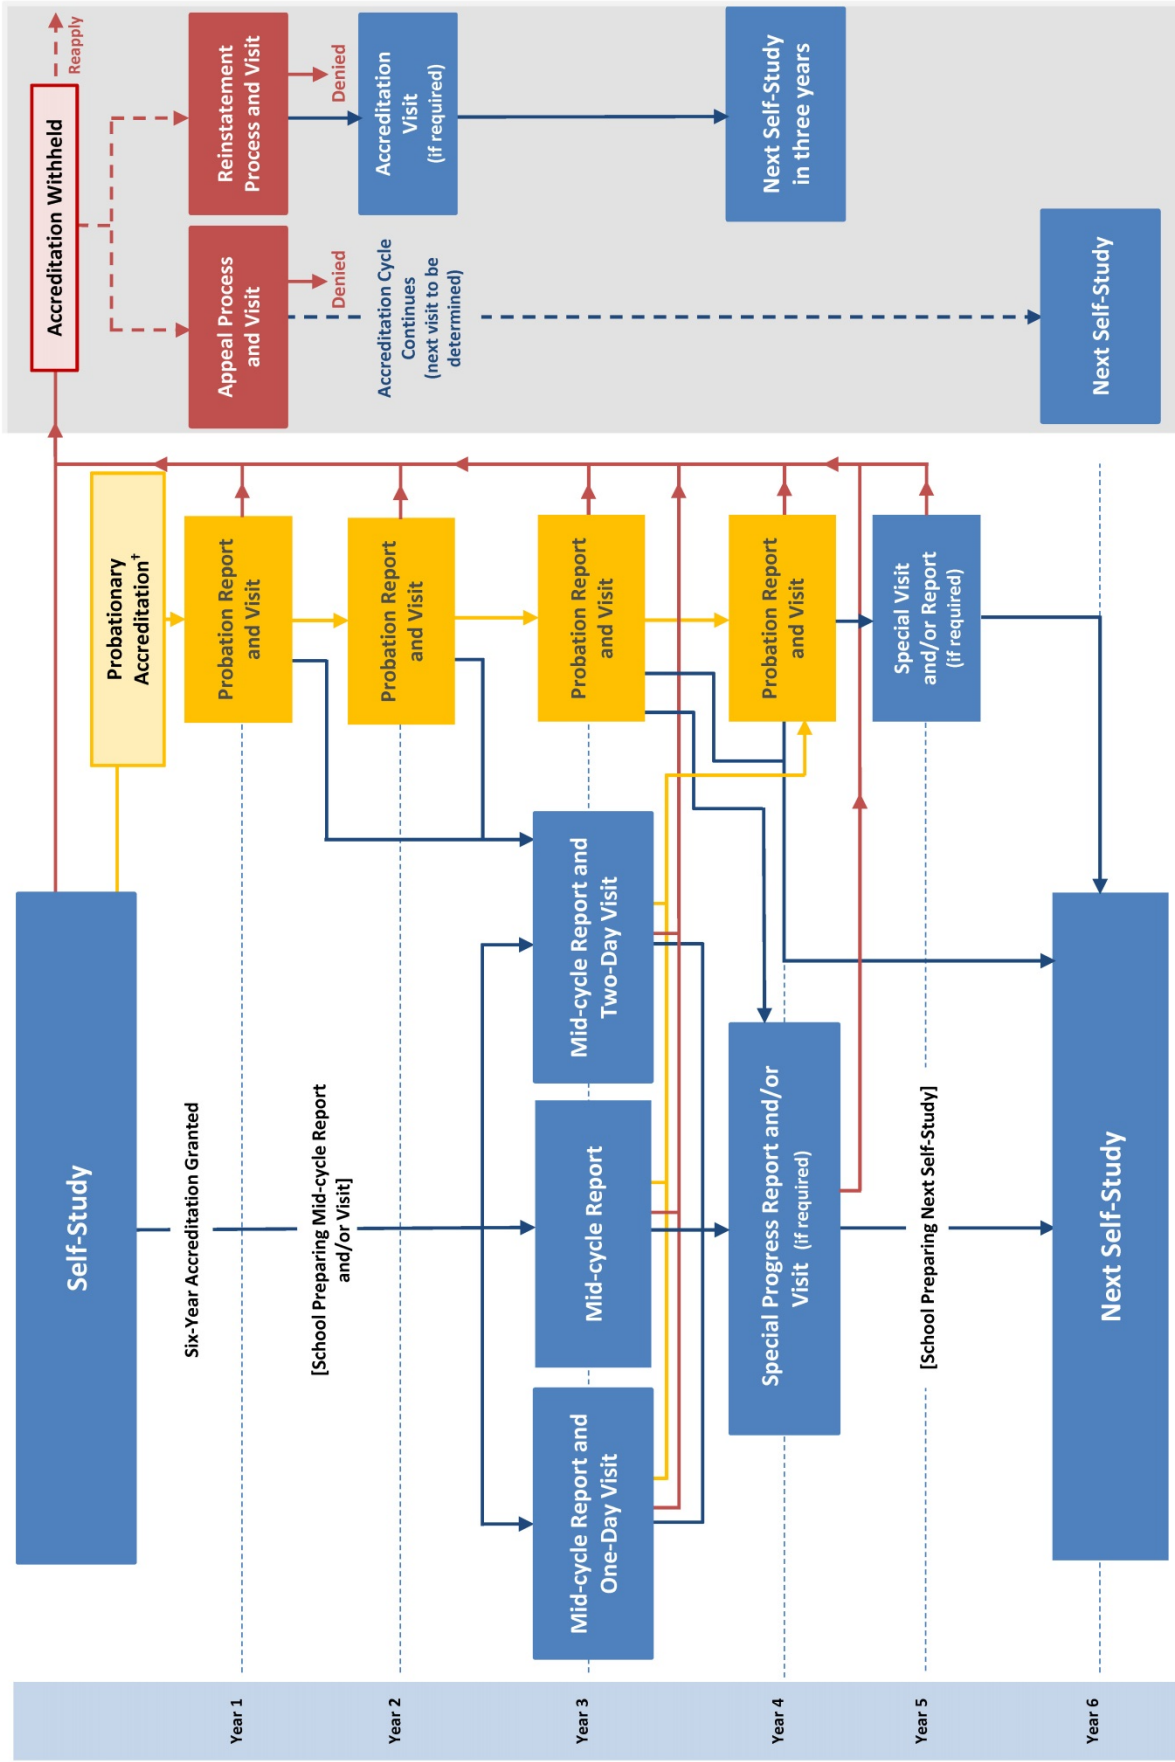 Self-Study
Probationary
Accreditation†
Accreditation Withheld
Reapply
Six-Year Accreditation Granted
Year 1
Probation Report
and Visit
Appeal Process
and Visit
Reinstatement
Process and Visit
Denied
Denied
[School Preparing Mid-cycle Report
and/or Visit]
Year 2
Probation Report
and Visit
Accreditation Cycle
Continues
(next visit to be
determined)
Accreditation
Visit
(if required)
Year 3
Mid-cycle Report and
One-Day Visit
Mid-cycle Report
Mid-cycle Report and
Two-Day Visit
Probation Report
and Visit
Year 4
Special Progress Report and/or
Visit (if required)
Probation Report
and Visit
Next Self-Study
in three years
Year 5
[School Preparing Next Self-Study]
Special Visit
and/or Report
(if required)
Year 6
Next Self-Study
Next Self-Study